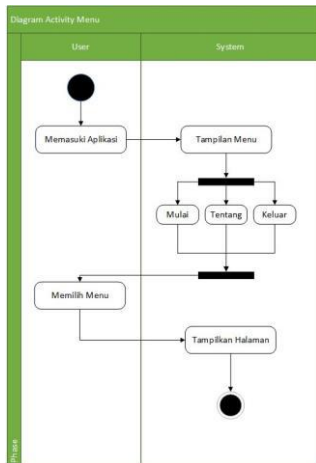 Diagram Activity Menu
User
System
Memasuki Aplikasi
Tampilan Menu
Mulai
Tentang
Keluar
Memilih Menu
Tampilkan Halaman
Phase